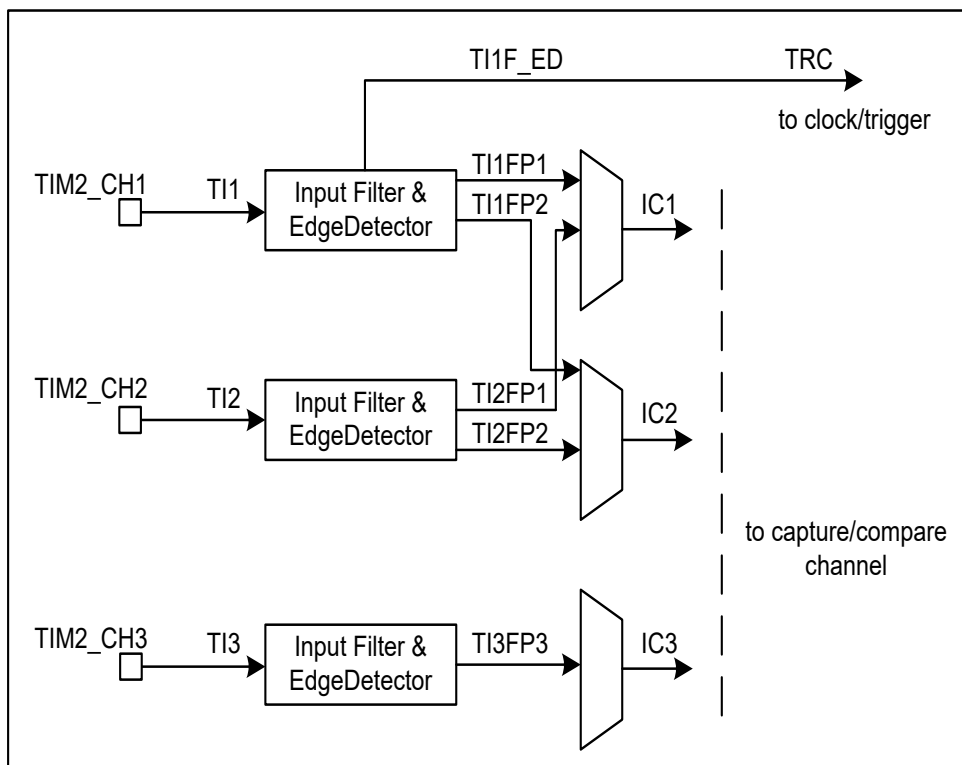 TI1F_ED
TRC
to clock/trigger
TIM2_CH1
TI1
Input Filter &
EdgeDetector
TI1FP1
TI1FP2
IC1
TIM2_CH2
TI2
Input Filter &
EdgeDetector
TI2FP1
TI2FP2
IC2
to capture/compare
channel
TIM2_CH3
TI3
Input Filter &
EdgeDetector
TI3FP3
IC3